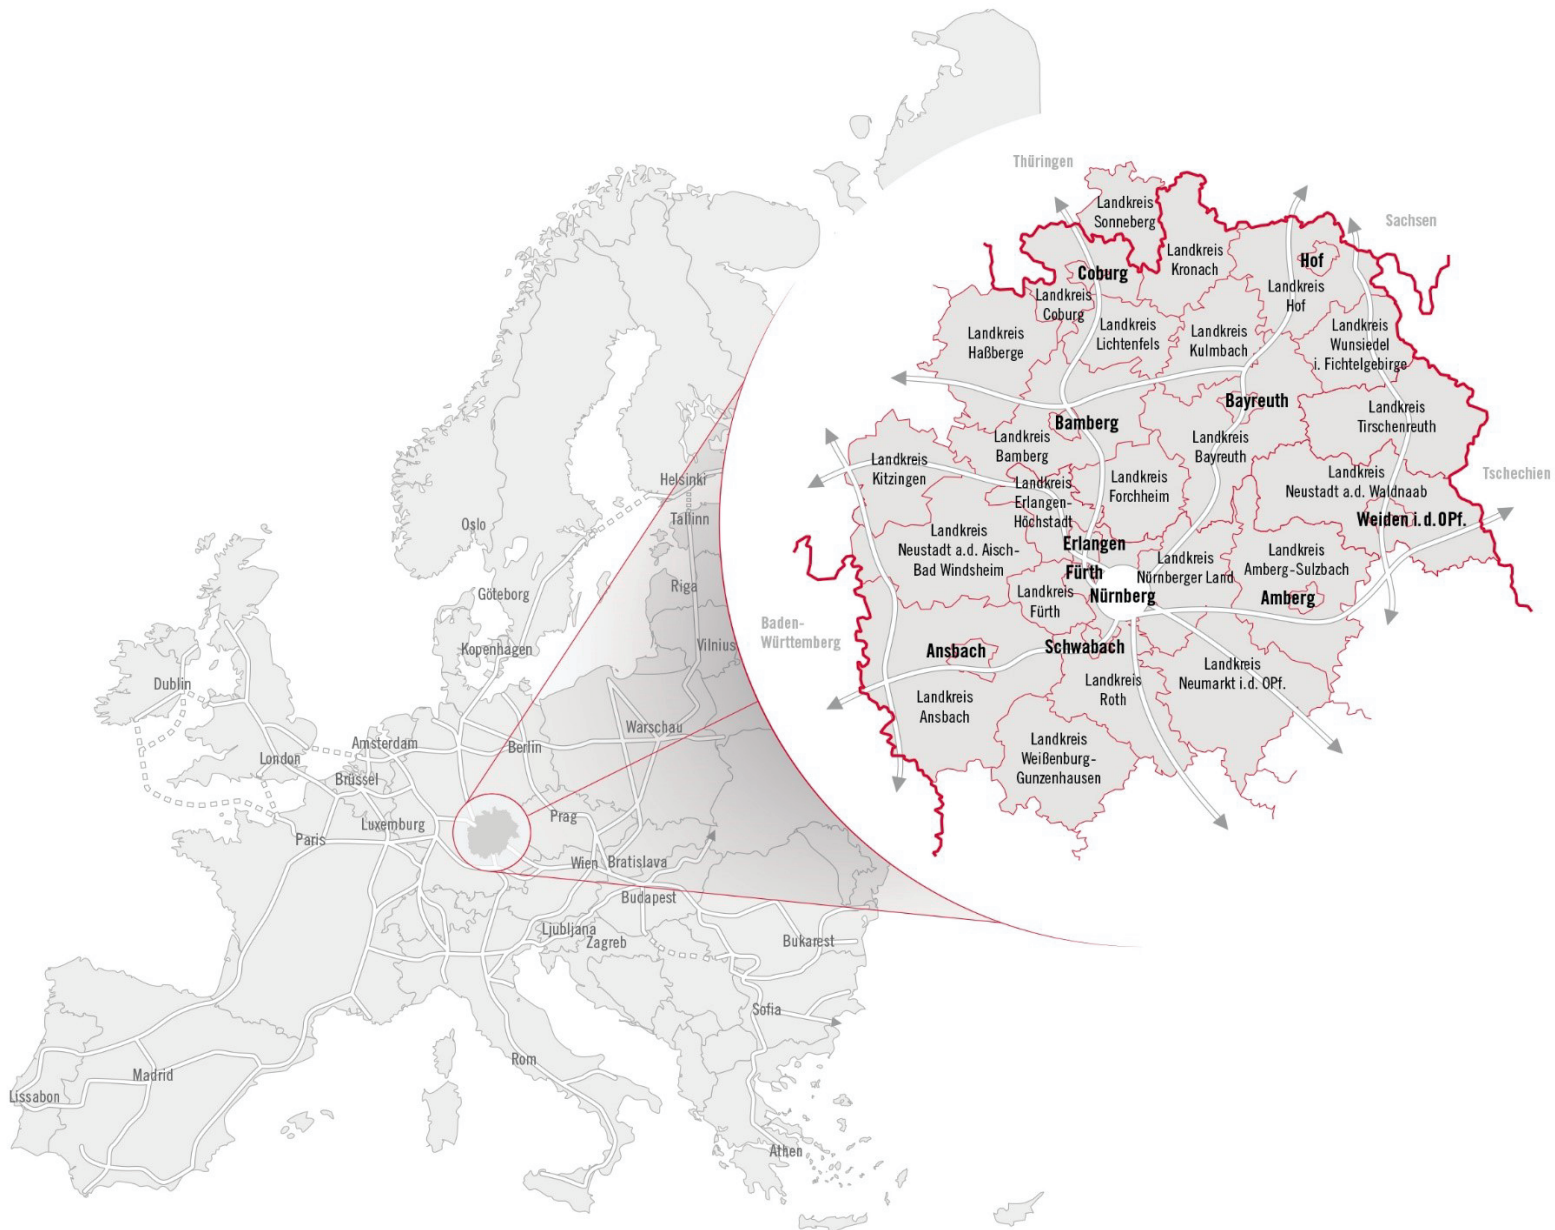 Helsinki
Tallinn
Oslo
Göteborg
Riga
Kopenhagen
Vilnius
Dublin
Warschau
Amsterdam
Berlin
London
Brüssel
Prag
Luxemburg
Paris
Wien
Bratislava
Budapest
Ljubljana
Zagreb
Bukarest
Sofia
Rom
Madrid
Lissabon
Athen
Thüringen
Sachsen
Tschechien
Baden-
Württemberg
Landkreis
Sonneberg
Landkreis
Kronach
Coburg
Hof
Landkreis
Hof
Landkreis
Coburg
Landkreis
Haßberge
Landkreis
Lichtenfels
Landkreis
Kulmbach
Landkreis
Wunsiedel
i. Fichtelgebirge
Bayreuth
Landkreis
Tirschenreuth
Bamberg
Landkreis
Bamberg
Landkreis
Bayreuth
Landkreis
Kitzingen
Landkreis
Erlangen-
Höchstadt
Landkreis
Forchheim
Landkreis
Neustadt a.d. Waldnaab
Weiden i.d.OPf.
Landkreis
Neustadt a.d. Aisch-
Bad Windsheim
Erlangen
Fürth
Nürnberg
Landkreis
Nürnberger Land
Landkreis
Amberg-Sulzbach
Amberg
Landkreis
Fürth
Ansbach
Schwabach
Landkreis
Neumarkt i.d. OPf.
Landkreis
Ansbach
Landkreis
Roth
Landkreis
Weißenburg-
Gunzenhausen